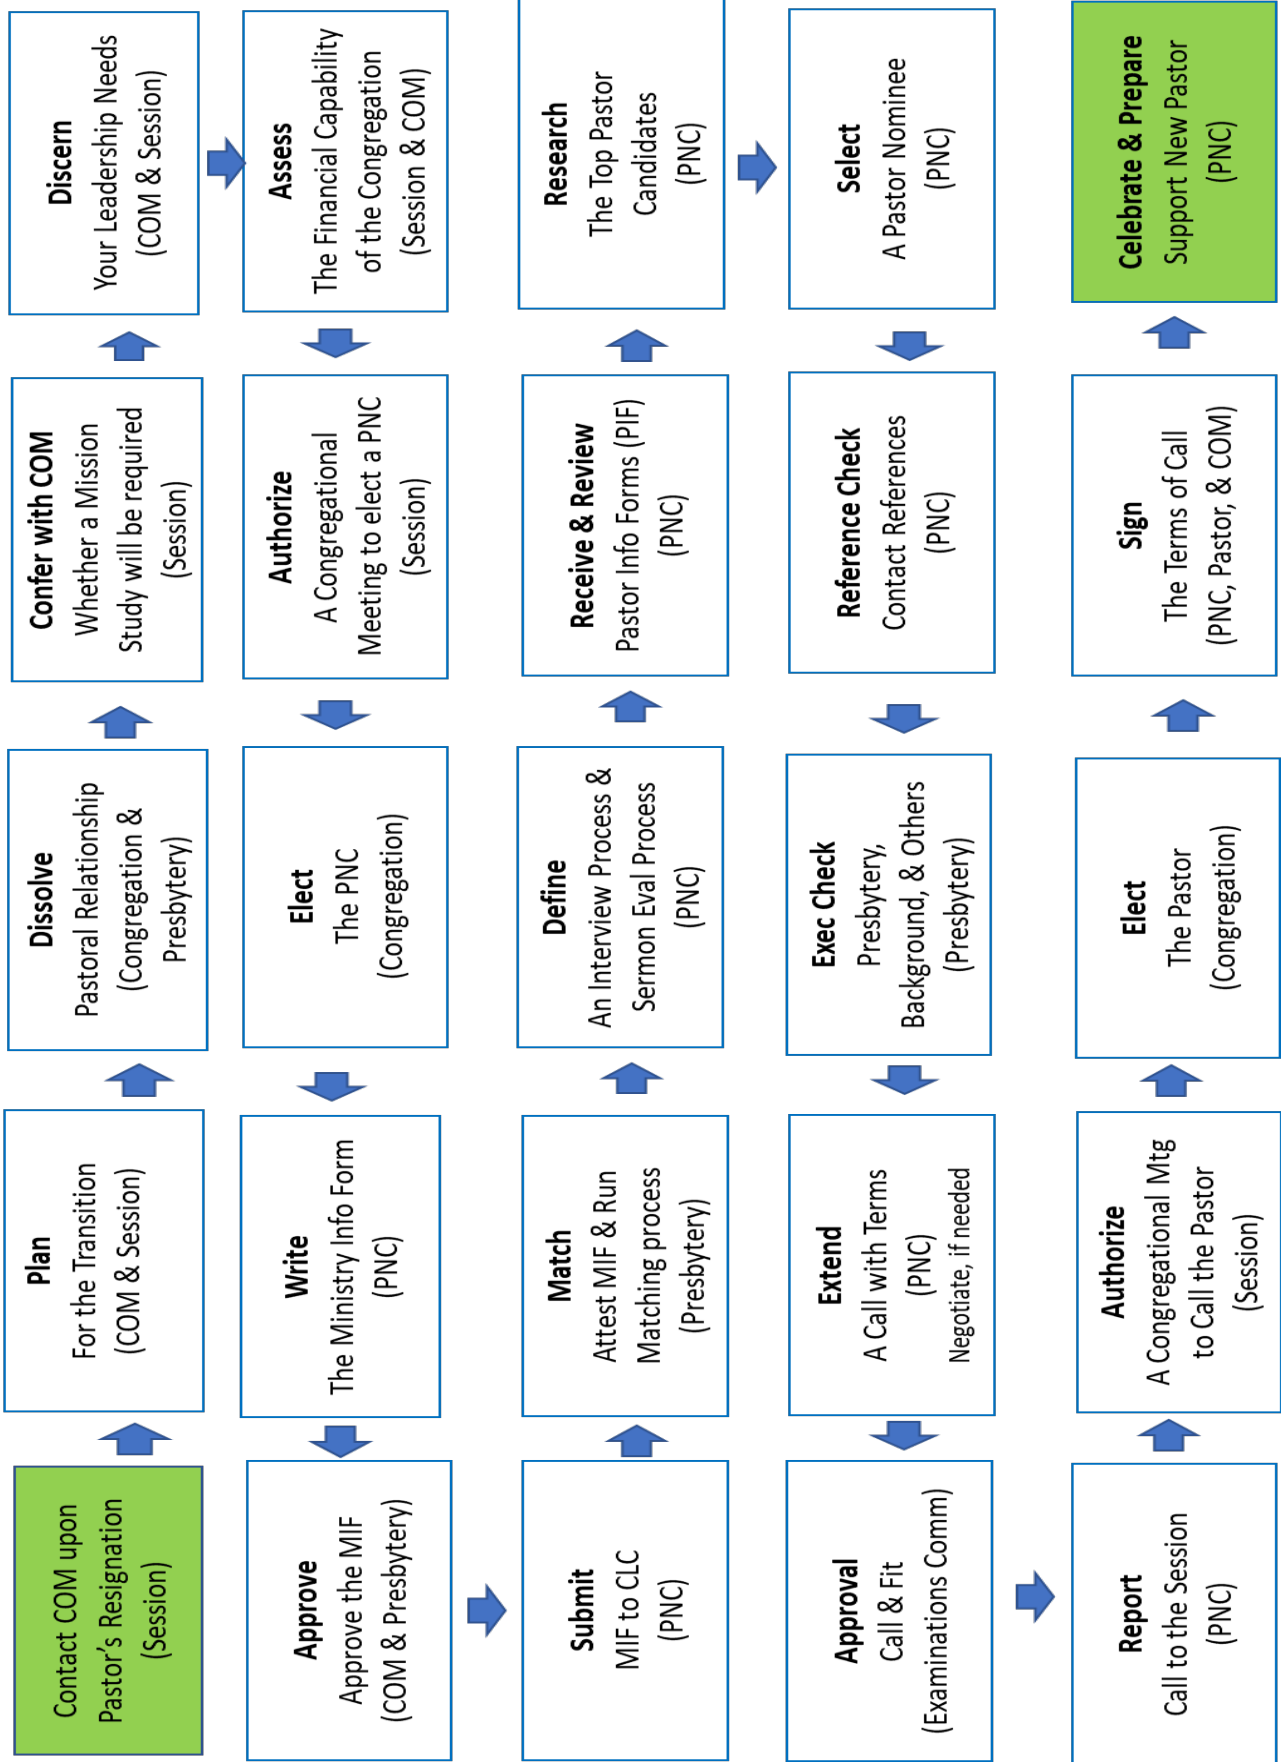 Contact COM upon
Pastor's Resignation
(Session)
Plan
For the Transition
(COM & Session)
Dissolve
Pastoral Relationship
(Congregation &
Presbytery)
Confer with COM
Whether a Mission
Study will be required
(Session)
Discern
Your Leadership Needs
(COM & Session)
Assess
The Financial Capability
of the Congregation
(Session & COM)
Authorize
A Congregational
Meeting to elect a PNC
(Session)
Elect
The PNC
(Congregation)
Write
The Ministry Info Form
(PNC)
Approve
Approve the MIF
(COM & Presbytery)
Submit
MIF to CLC
(PNC)
Match
Attest MIF & Run
Matching process
(Presbytery)
Define
An Interview Process &
Sermon Eval Process
(PNC)
Receive & Review
Pastor Info Forms (PIF)
(PNC)
Research
The Top Pastor
Candidates
(PNC)
Select
A Pastor Nominee
(PNC)
Reference Check
Contact References
(PNC)
Exec Check
Presbytery,
Background, & Others
(Presbytery)
Extend
A Call with Terms
(PNC)
Negotiate, if needed
Approval
Call & Fit
(Examinations Comm)
Report
Call to the Session
(PNC)
Authorize
A Congregational Mtg
to Call the Pastor
(Session)
Elect
The Pastor
(Congregation)
Sign
The Terms of Call
(PNC, Pastor, & COM)
Celebrate & Prepare
Support New Pastor
(PNC)